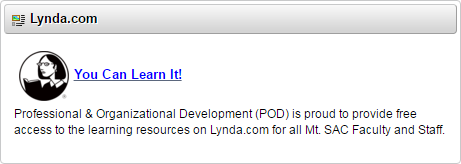 Lynda.com
You Can Learn It!
Professional & Organizational Development (POD) is proud to provide free
access to the learning resources on Lynda.com for all Mt. SAC Faculty and Staff.